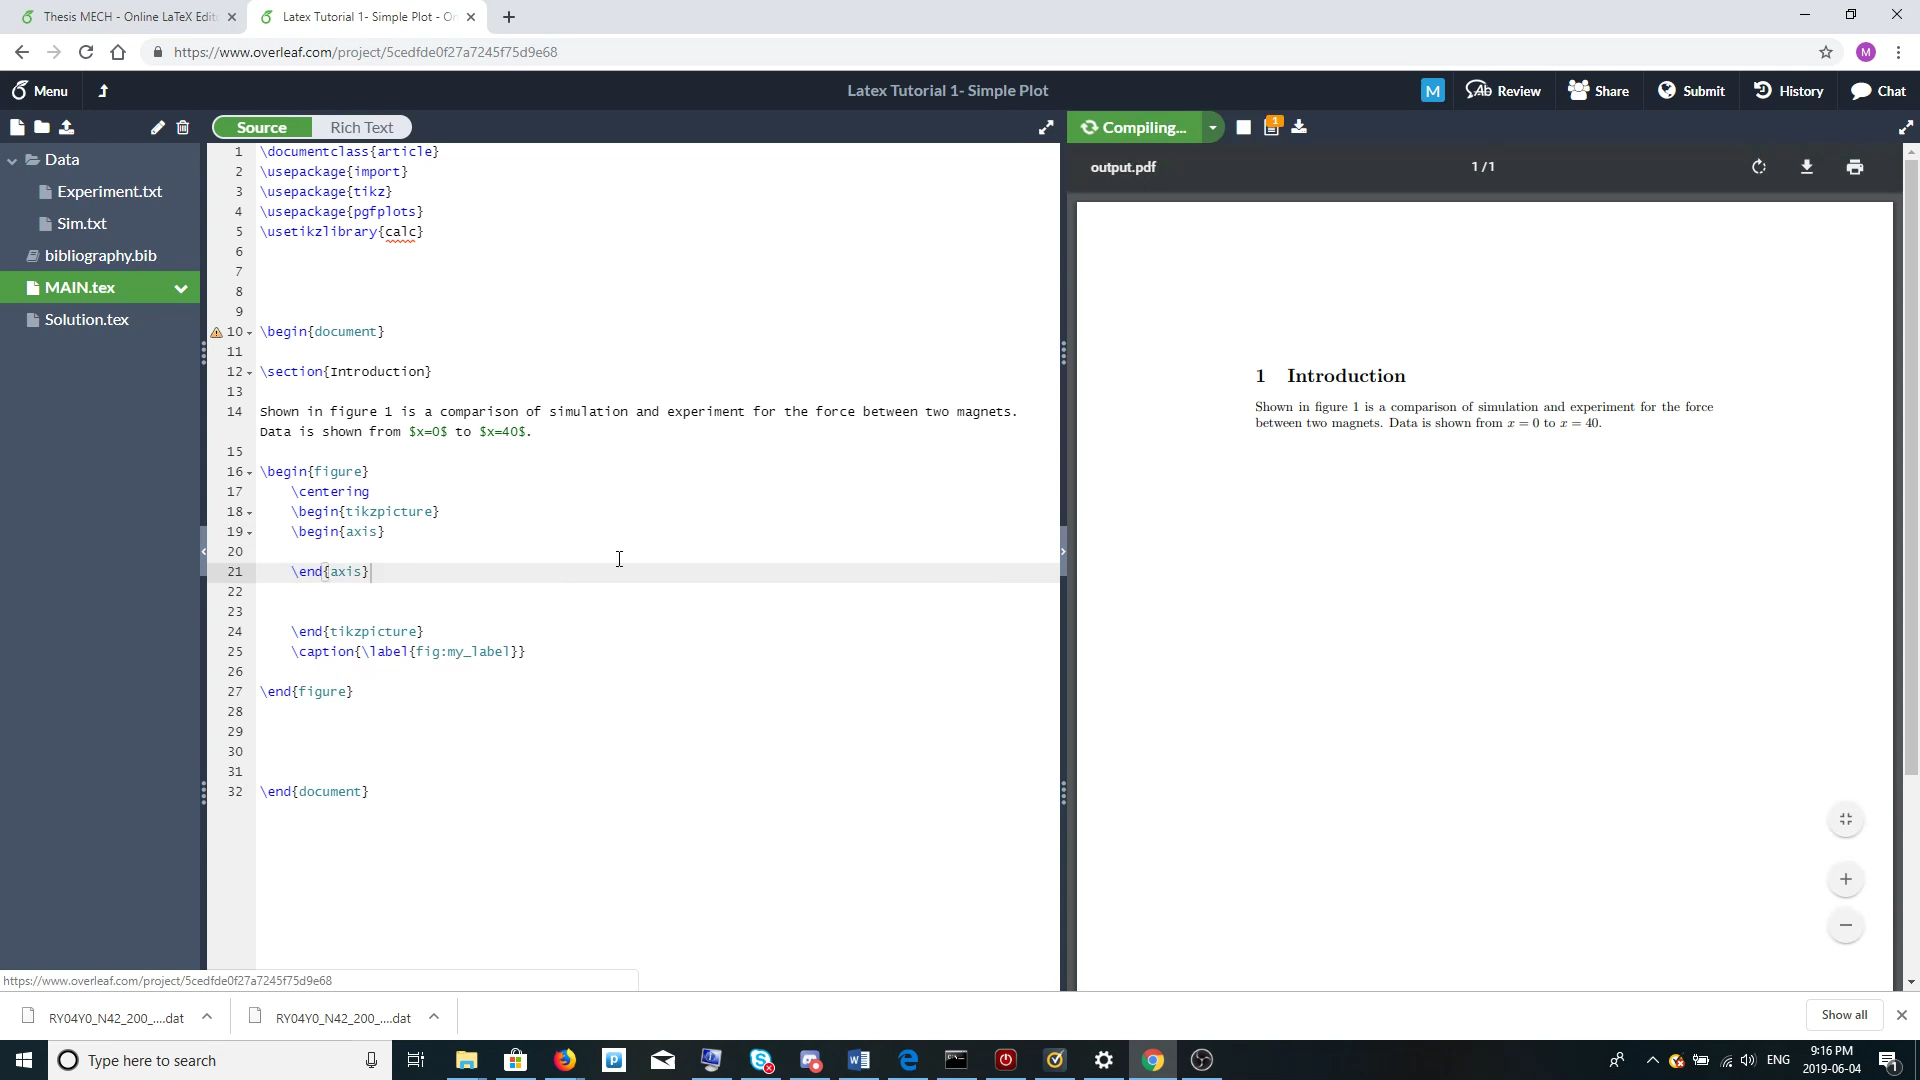 Thesis MECH - Online LaTeX Edit
Latex Tutorial 1- Simple Plot - On
https://www.overleaf.com/project/5cedfde0f27a7245f75d9e68
M
Menu
Latex Tutorial 1- Simple Plot
M
Review
Share
Submit
History
Chat
Source
Rich Text
Compiling...
1
Data
Experiment.txt
Sim.txt
bibliography.bib
MAIN.tex
Solution.tex
1 \documentclass{article}
2 \usepackage{import}
3 \usepackage{tikz}
4 \usepackage{pgfplots}
5 \usetikzlibrary{calc}
6
7
8
9
10 \begin{document}
11
12 \section{Introduction}
13
14 Shown in figure 1 is a comparison of simulation and experiment for the force between two magnets.
Data is shown from $x=0$ to $x=40$.
15
16 \begin{figure}
17 \centering
18 \begin{tikzpicture}
19 \begin{axis}
20
21 \end{axis}
22
23
24 \end{tikzpicture}
25 \caption{\label{fig:my_label}}
26
27 \end{figure}
28
29
30
31
32 \end{document}
output.pdf
1 / 1
1 Introduction
Shown in figure 1 is a comparison of simulation and experiment for the force
between two magnets. Data is shown from x = 0 to x = 40.
https://www.overleaf.com/project/5cedfde0f27a7245f75d9e68
RY04Y0_N42_200_....dat
RY04Y0_N42_200_....dat
Show all
Type here to search
ENG
9:16 PM
2019-06-04
1